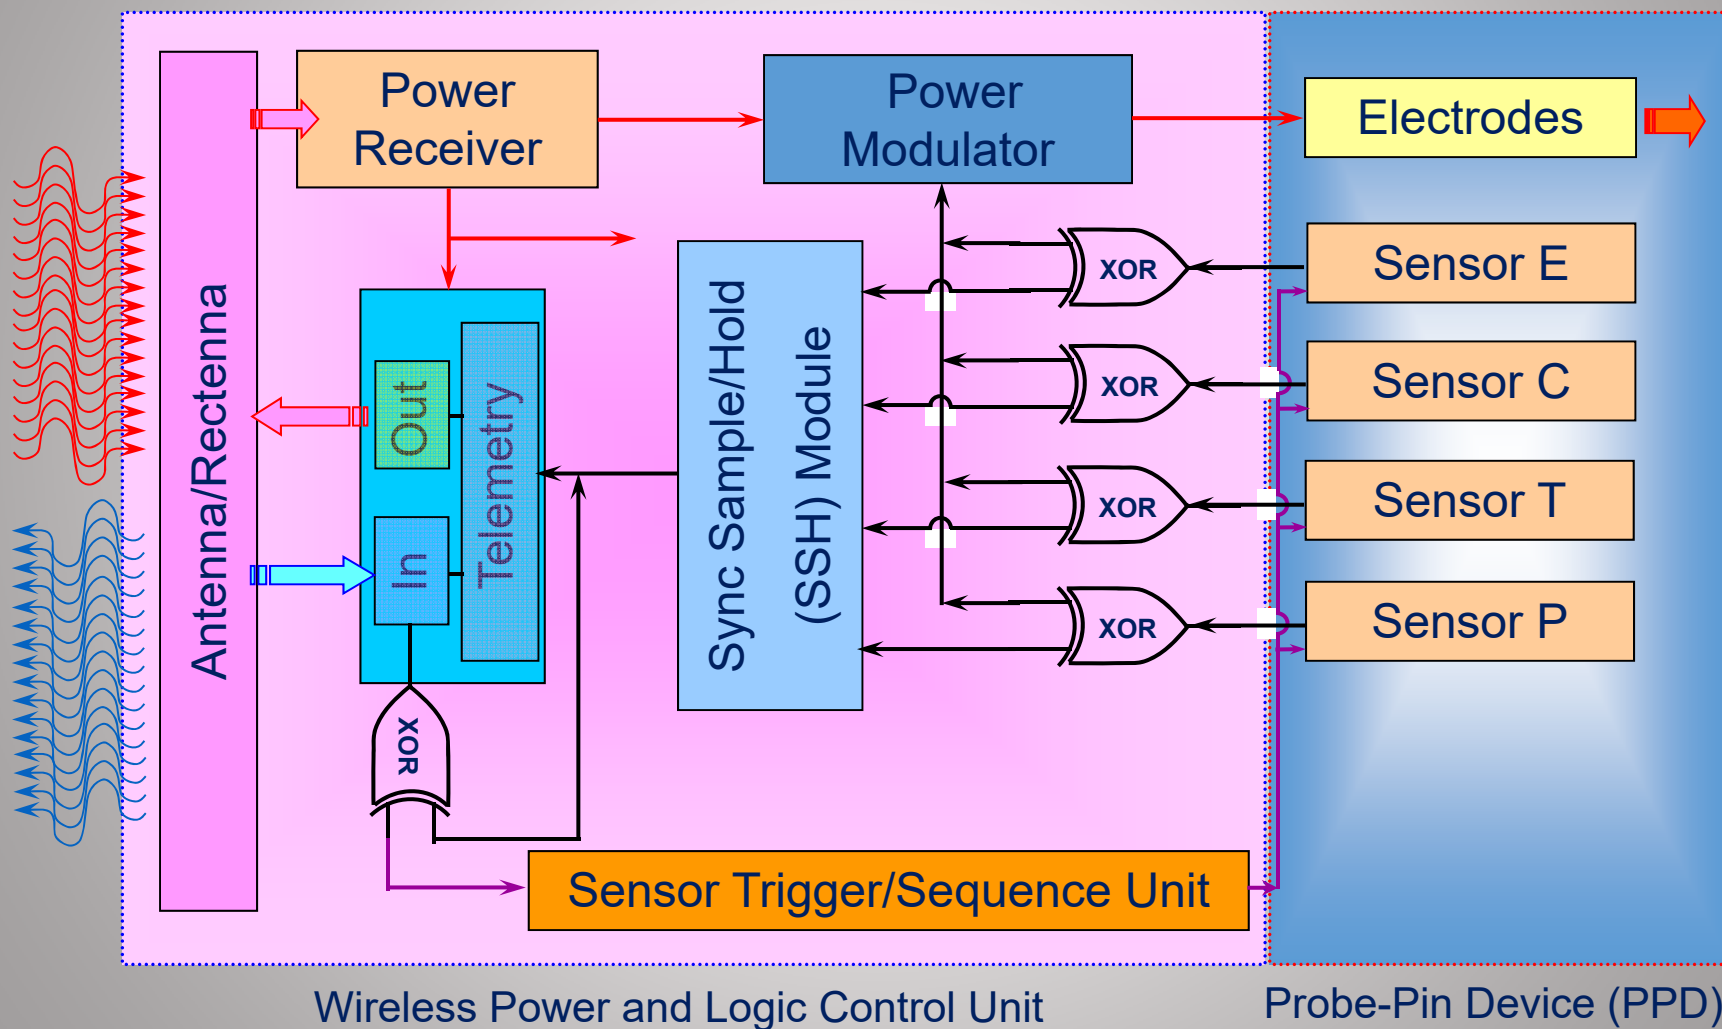 Power
Receiver
Power
Modulator
Electrodes
Antenna/Rectenna
Out
In
Telemetry
Sync Sample/Hold
(SSH) Module
XOR
Sensor E
XOR
Sensor C
XOR
Sensor T
XOR
Sensor P
XOR
Sensor Trigger/Sequence Unit
Wireless Power and Logic Control Unit
Probe-Pin Device (PPD)